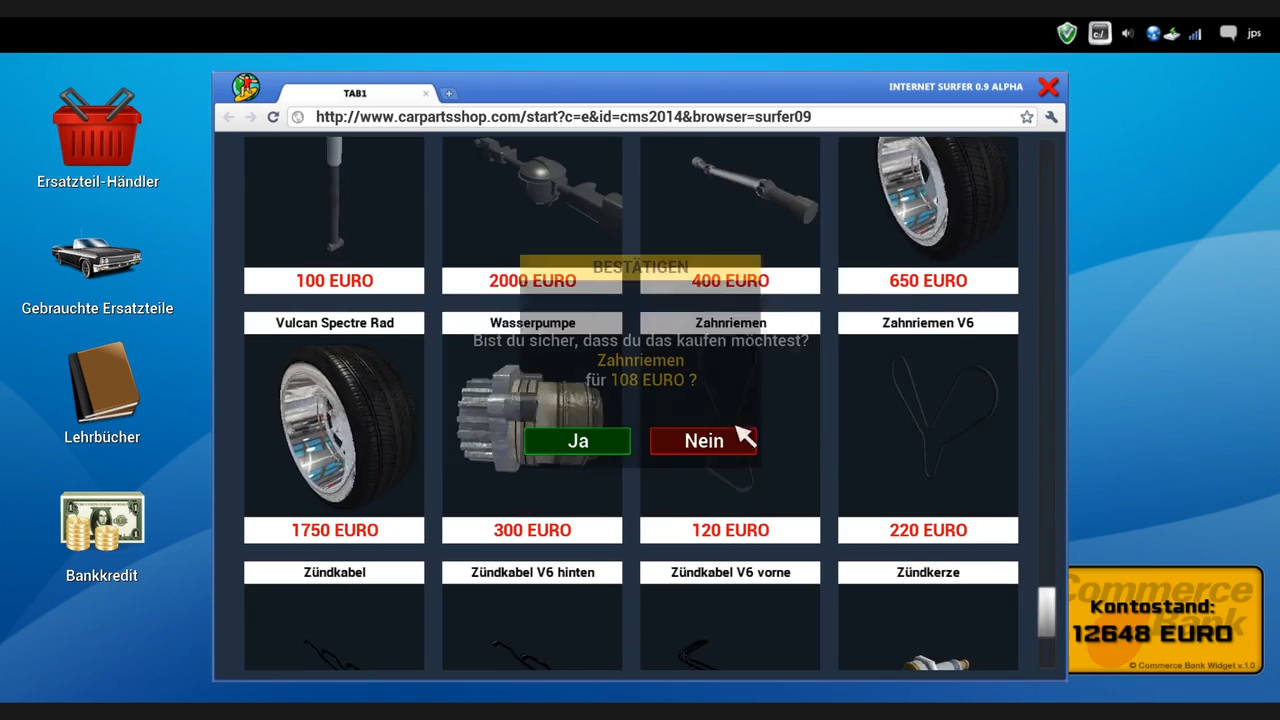 jps
TAB1
INTERNET SURFER 0.9 ALPHA
http://www.carpartsshop.com/start?c=e&id=cms2014&browser=surfer09
Ersatzteil-Händler
Gebrauchte Ersatzteile
Lehrbücher
Bankkredit
100 EURO
2000 EURO
400 EURO
650 EURO
BESTÄTIGEN
Bist du sicher, dass du das kaufen möchtest?
Zahnriemen
für 108 EURO ?
Ja
Nein
Vulcan Spectre Rad
Wasserpumpe
Zahnriemen
Zahnriemen V6
1750 EURO
300 EURO
120 EURO
220 EURO
Zündkabel
Zündkabel V6 hinten
Zündkabel V6 vorne
Zündkerze
Commerce
Bank
Kontostand:
12648 EURO
© Commerce Bank Widget v.1.0